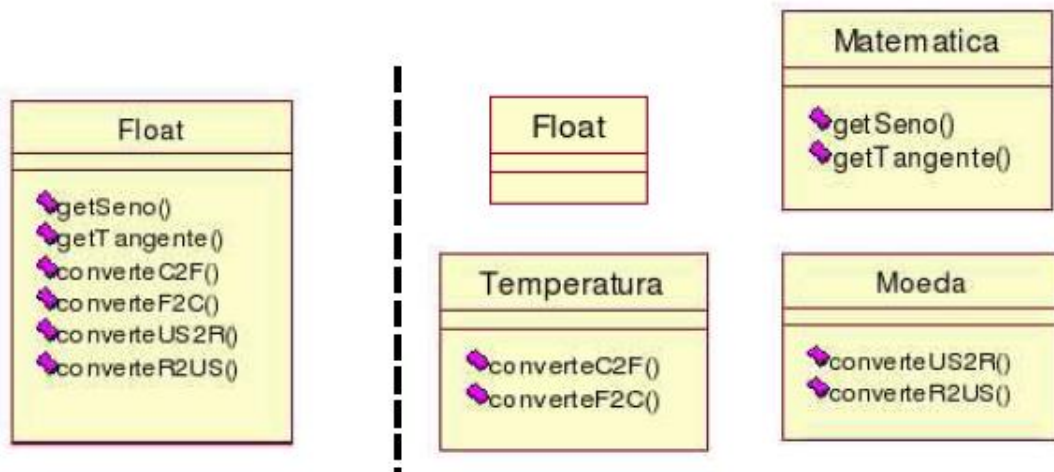 Float
getSeno()
getTangente()
converteC2F()
converteF2C()
converteUS2R()
converteR2US()
Float
Matematica
getSeno()
getTangente()
Temperatura
converteC2F()
converteF2C()
Moeda
converteUS2R()
converteR2US()